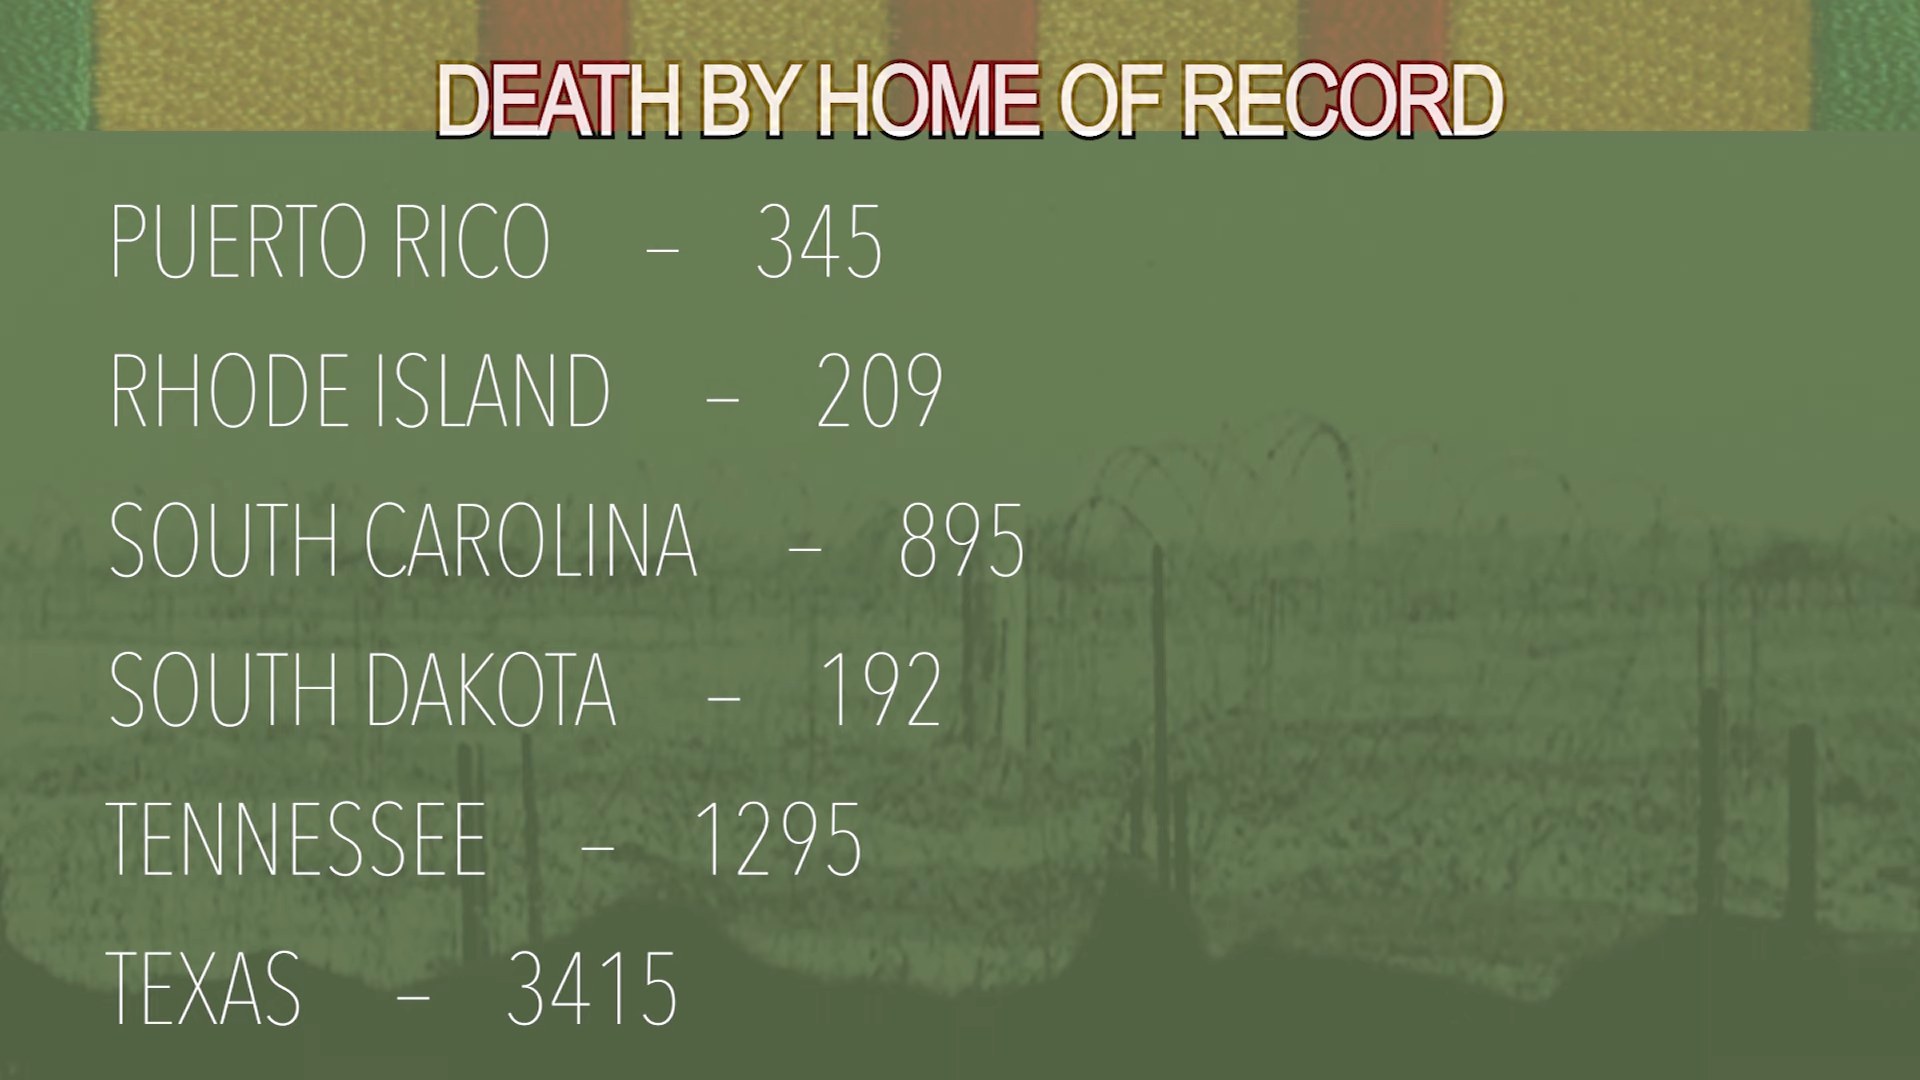 DEATH BY HOME OF RECORD
PUERTO RICO – 345
RHODE ISLAND – 209
SOUTH CAROLINA – 895
SOUTH DAKOTA – 192
TENNESSEE – 1295
TEXAS – 3415